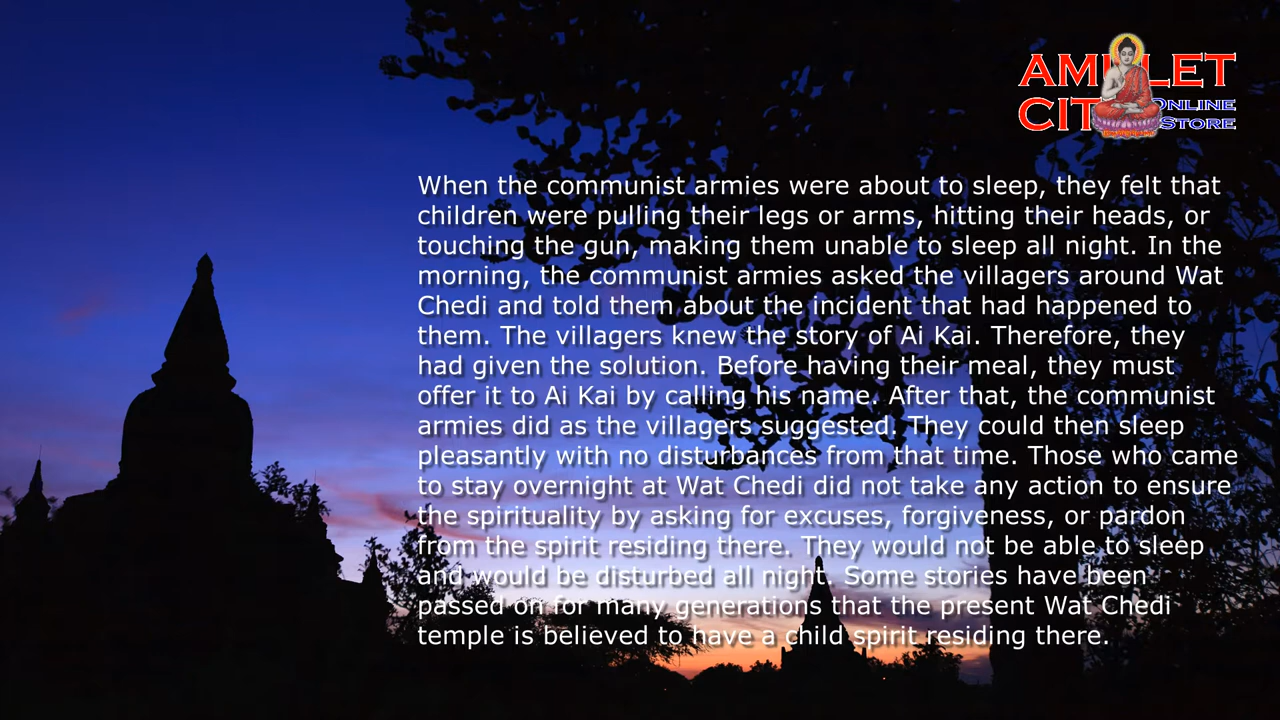 AMULET
CITY ONLINE
STORE
When the communist armies were about to sleep, they felt that
children were pulling their legs or arms, hitting their heads, or
touching the gun, making them unable to sleep all night. In the
morning, the communist armies asked the villagers around Wat
Chedi and told them about the incident that had happened to
them. The villagers knew the story of Ai Kai. Therefore, they
had given the solution. Before having their meal, they must
offer it to Ai Kai by calling his name. After that, the communist
armies did as the villagers suggested. They could then sleep
pleasantly with no disturbances from that time. Those who came
to stay overnight at Wat Chedi did not take any action to ensure
the spirituality by asking for excuses, forgiveness, or pardon
from the spirit residing there. They would not be able to sleep
and would be disturbed all night. Some stories have been
passed on for many generations that the present Wat Chedi
temple is believed to have a child spirit residing there.